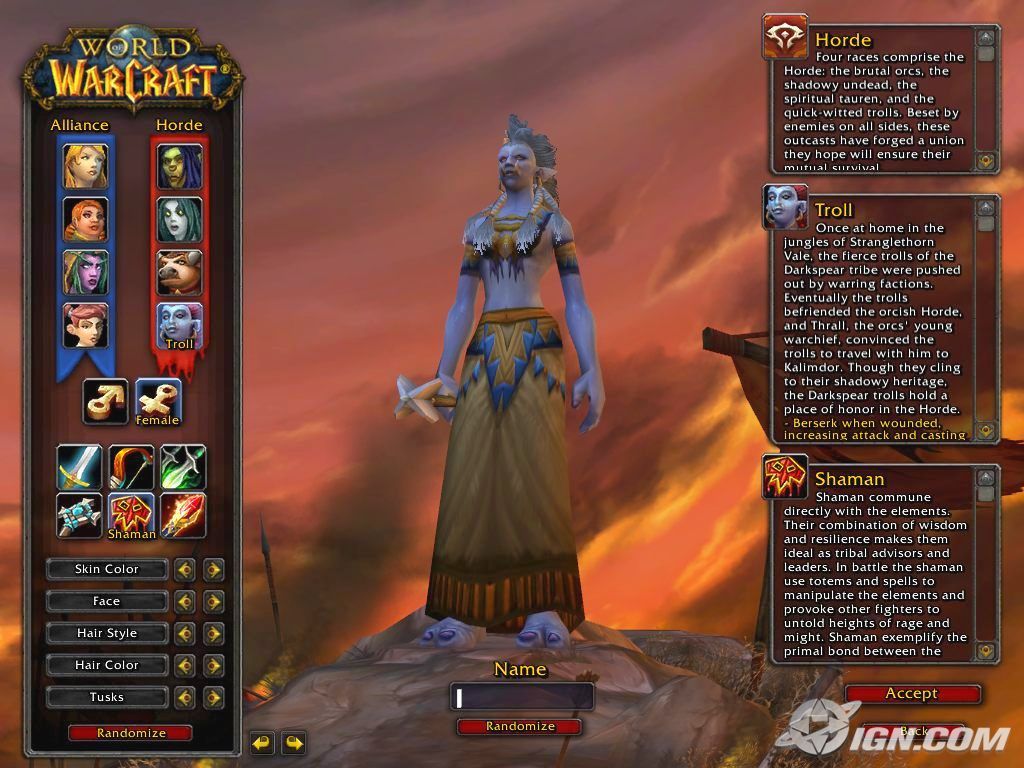 WORLD
WARCRAFT®
Alliance
Horde
Troll
Female
Shaman
Skin Color
Face
Hair Style
Hair Color
Tusks
Randomize
Name
Randomize
Horde
Four races comprise the
Horde: the brutal orcs, the
shadowy undead, the
spiritual tauren, and the
quick-witted trolls. Beset by
enemies on all sides, these
outcasts have forged a union
they hope will ensure their
mutual survival
Troll
Once at home in the
jungles of Stranglethorn
Vale, the fierce trolls of the
Darkspear tribe were pushed
out by warring factions.
Eventually the trolls
befriended the orcish Horde,
and Thrall, the orcs' young
warchief, convinced the
trolls to travel with him to
Kalimdor. Though they cling
to their shadowy heritage,
the Darkspear trolls hold a
place of honor in the Horde.
- Berserk when wounded,
increasing attack and casting
Shaman
Shaman commune
directly with the elements.
Their combination of wisdom
and resilience makes them
ideal as tribal advisors and
leaders. In battle the shaman
use totems and spells to
manipulate the elements and
provoke other fighters to
untold heights of rage and
might. Shaman exemplify the
primal bond between the
Accept
Back
IGN.COM